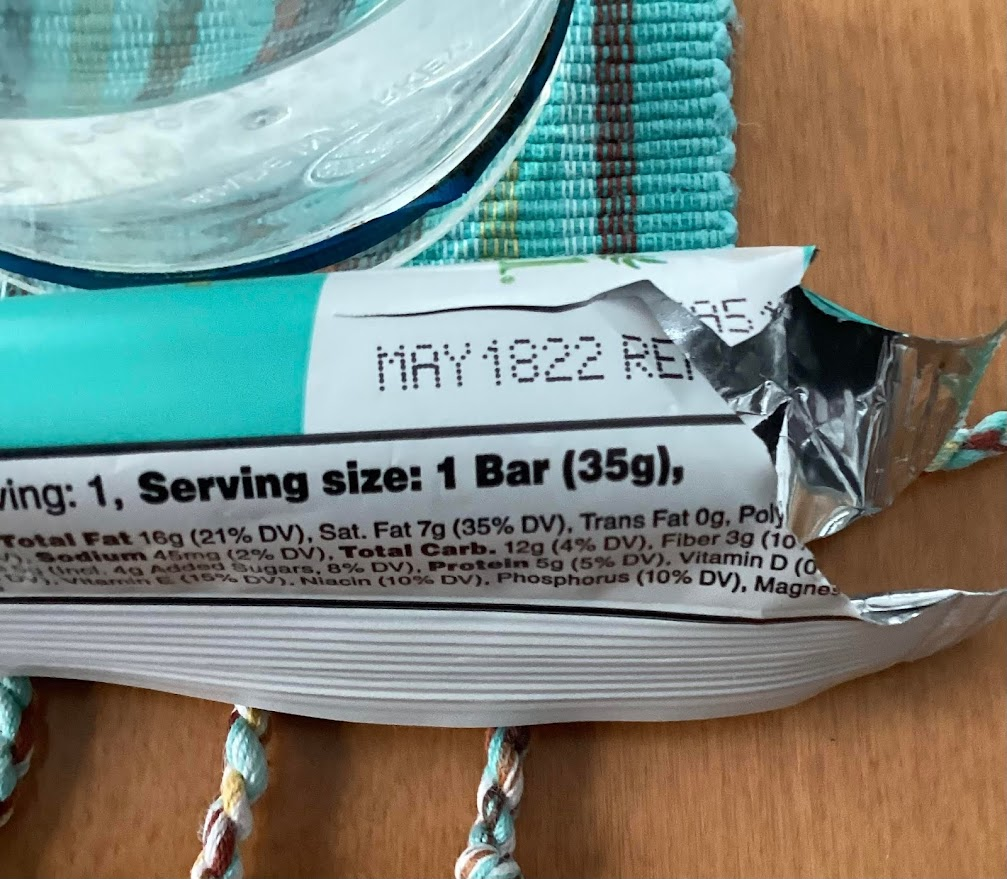 MAY1822
ving: 1, Serving size: 1 Bar (35g),
Total Fat 16g (21% DV), Sat. Fat 7g (35% DV), Trans Fat 0g, Poly
Sodium 45mg (2% DV), Total Carb. 12g (4% DV), Fiber 3g (10
(Incl. 4g Added Sugars, 8% DV), Protein 5g (5% DV), Vitamin D (0
DV), Vitamin E (15% DV), Niacin (10% DV), Phosphorus (10% DV), Magnes